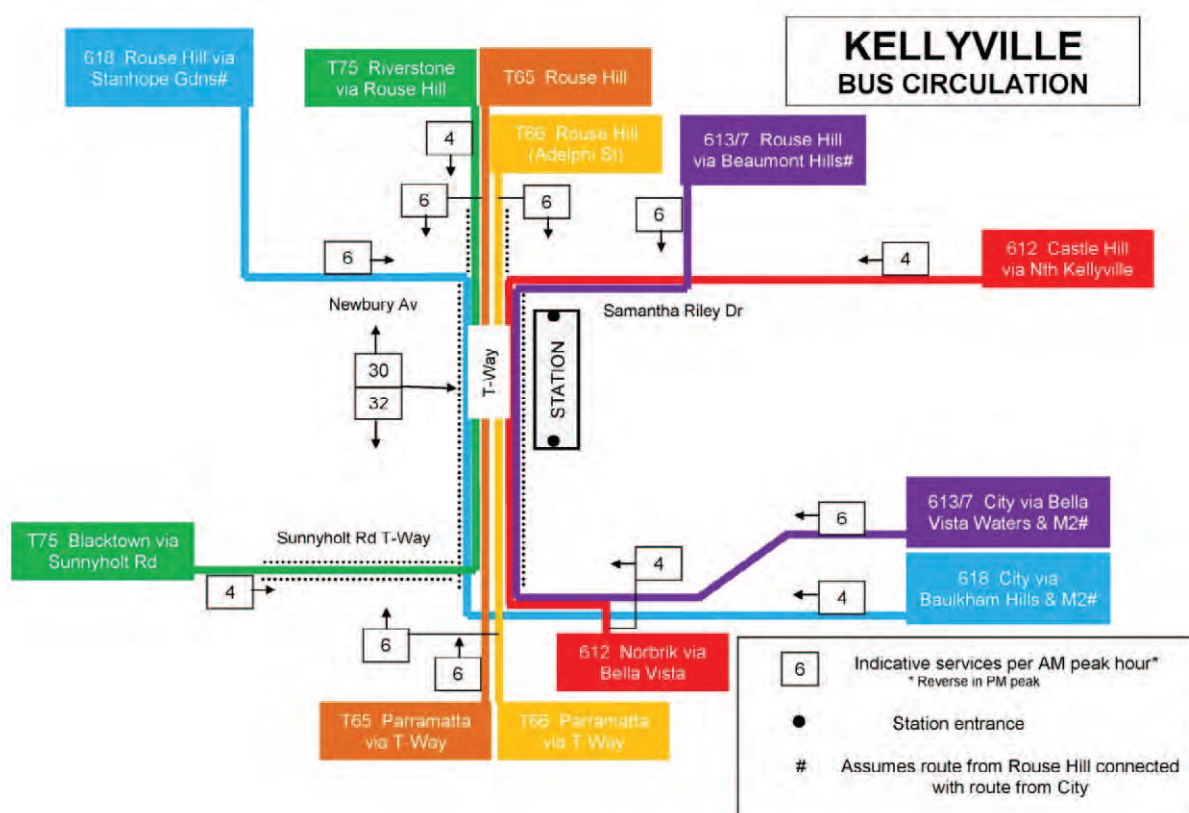 KELLYVILLE
BUS CIRCULATION
618 Rouse Hill via
Stanhope Gdns#
T75 Riverstone
via Rouse Hill
T65 Rouse Hill
T66 Rouse Hill
(Adelphi St)
613/7 Rouse Hill
via Beaumont Hills#
4
6
6
6
6
4
612 Castle Hill
via Nth Kellyville
Newbury Av
Samantha Riley Dr
30
32
T-Way
STATION
613/7 City via Bella
Vista Waters & M2#
6
T75 Blacktown via
Sunnyholt Rd
Sunnyholt Rd T-Way
4
4
4
618 City via
Baulkham Hills & M2#
6
6
612 Norbrik via
Bella Vista
T65 Parramatta
via T-Way
T66 Parramatta
via T-Way
6 Indicative services per AM peak hour*
* Reverse in PM peak
Station entrance
# Assumes route from Rouse Hill connected
with route from City